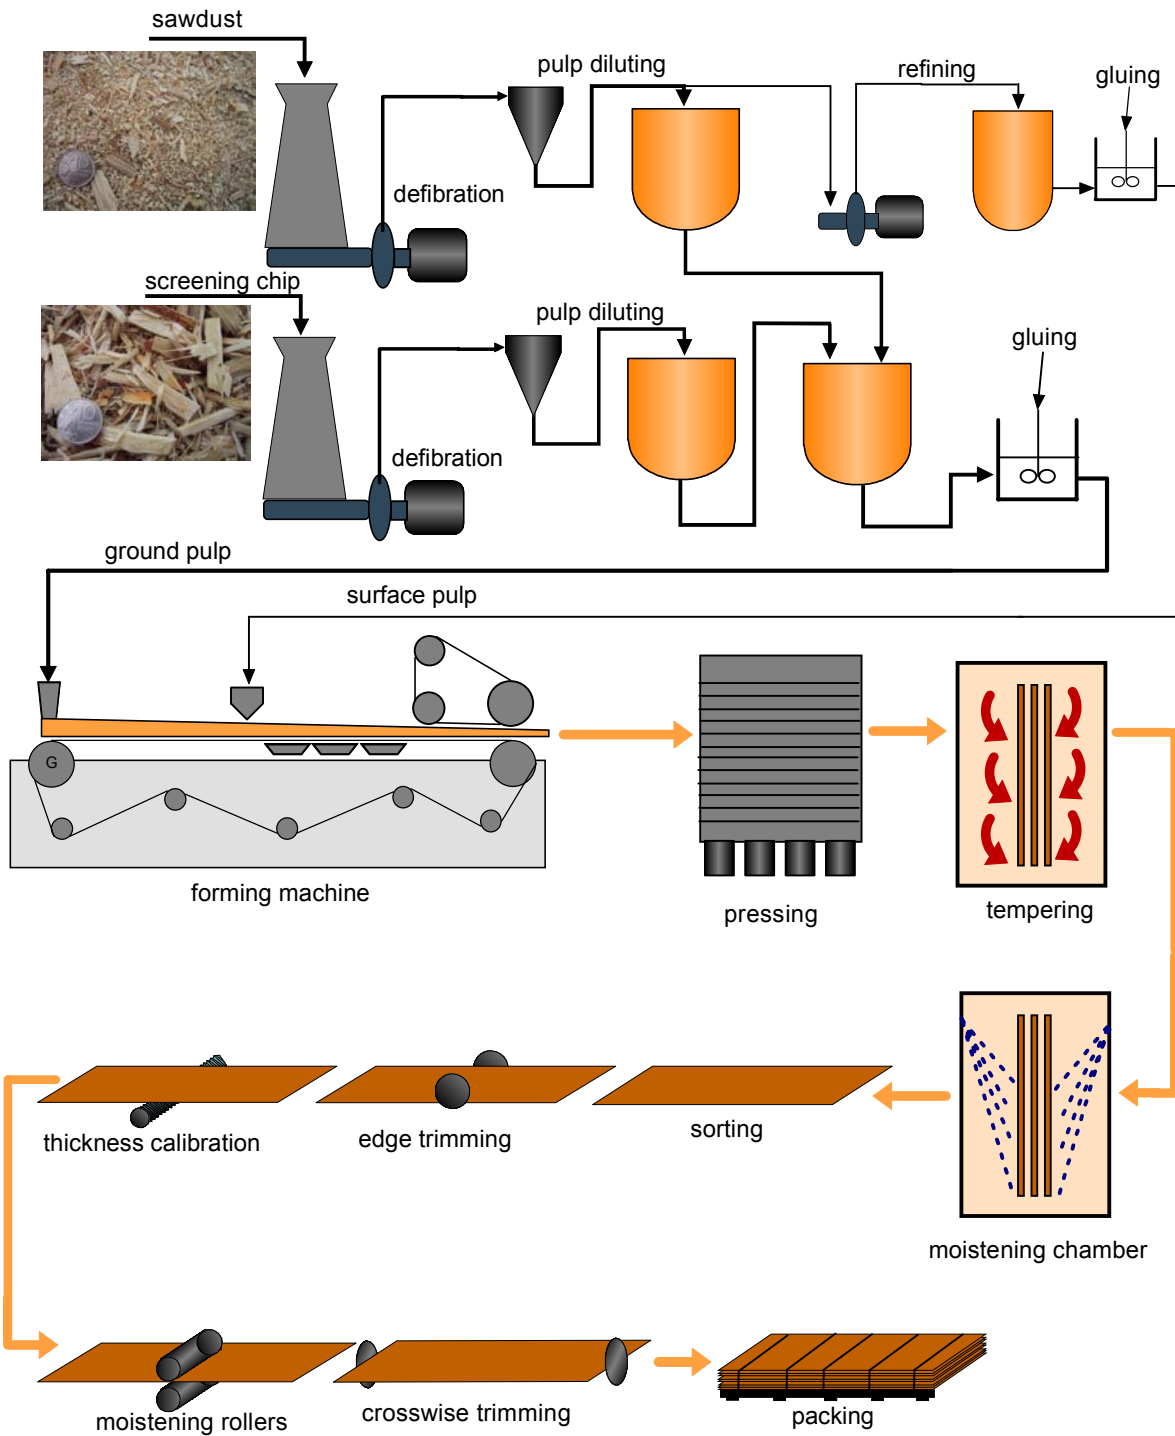 sawdust
pulp diluting
refining
gluing
defibration
screening chip
pulp diluting
gluing
defibration
ground pulp
surface pulp
G
forming machine
pressing
tempering
thickness calibration
edge trimming
sorting
moistening chamber
moistening rollers
crosswise trimming
packing